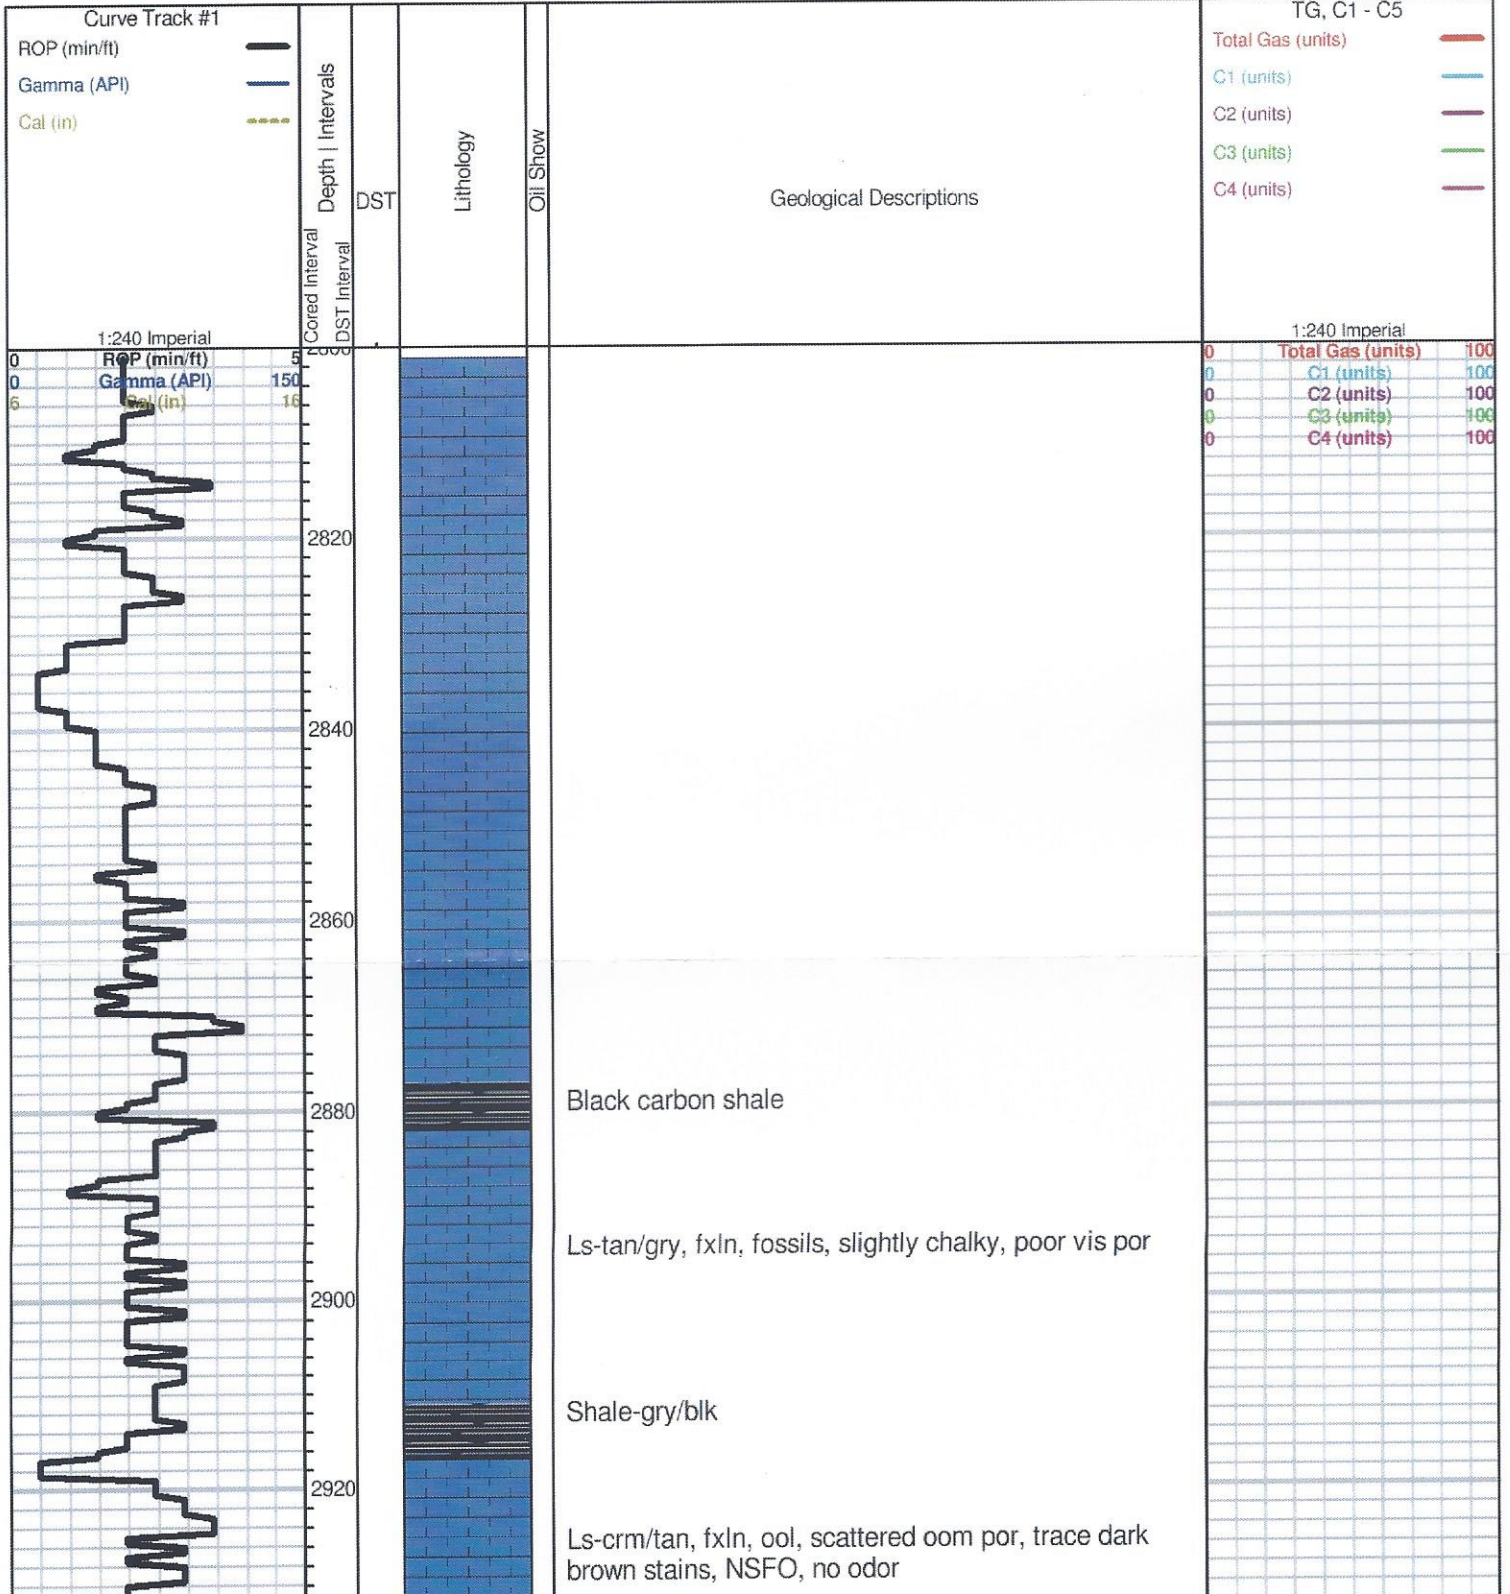 Curve Track #1
ROP (min/ft)
Gamma (API)
Cal (in)
1:240 Imperial
0 ROP (min/ft) 5
0 Gamma (API) 150
6 Cal (in) 16
Depth | Intervals
Cored Interval
DST Interval
DST
Lithology
Oil Show
Geological Descriptions
TG, C1 - C5
Total Gas (units)
C1 (units)
C2 (units)
C3 (units)
C4 (units)
1:240 Imperial
0 Total Gas (units) 100
0 C1 (units) 100
0 C2 (units) 100
0 C3 (units) 100
0 C4 (units) 100
2800
2820
2840
2860
2880
Black carbon shale
Ls-tan/gry, fxln, fossils, slightly chalky, poor vis por
2900
Shale-gry/blk
2920
Ls-crm/tan, fxln, ool, scattered oom por, trace dark
brown stains, NSFO, no odor